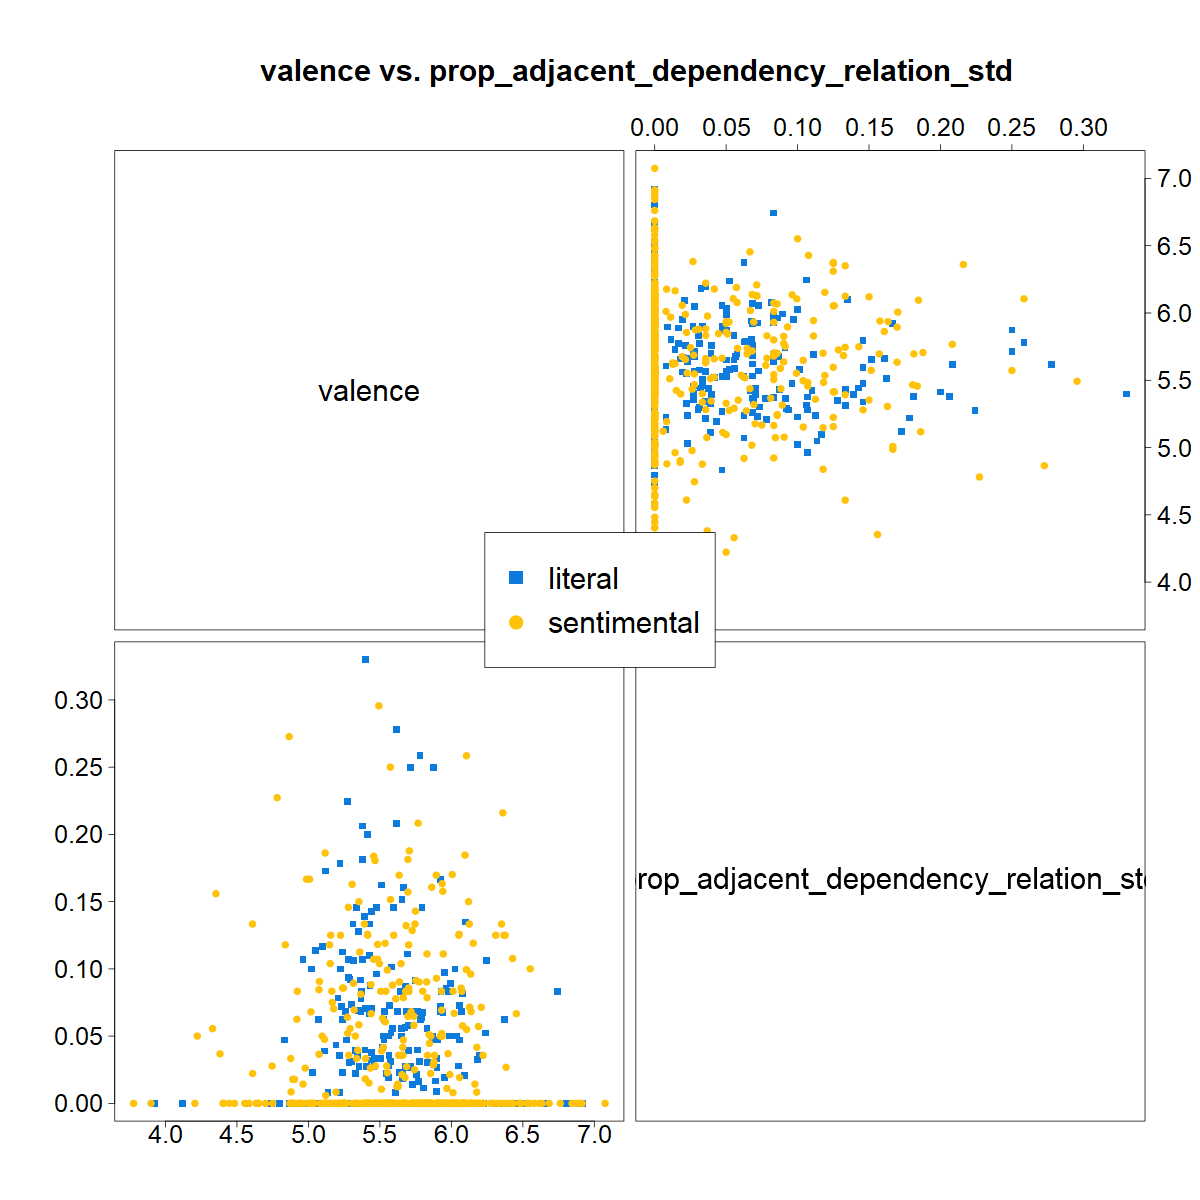 valence vs. prop_adjacent_dependency_relation_std
0.00 0.05 0.10 0.15 0.20 0.25 0.30
7.0
6.5
6.0
5.5
5.0
4.5
4.0
valence
literal
sentimental
0.30
0.25
0.20
0.15
0.10
0.05
0.00
prop_adjacent_dependency_relation_std
4.0 4.5 5.0 5.5 6.0 6.5 7.0